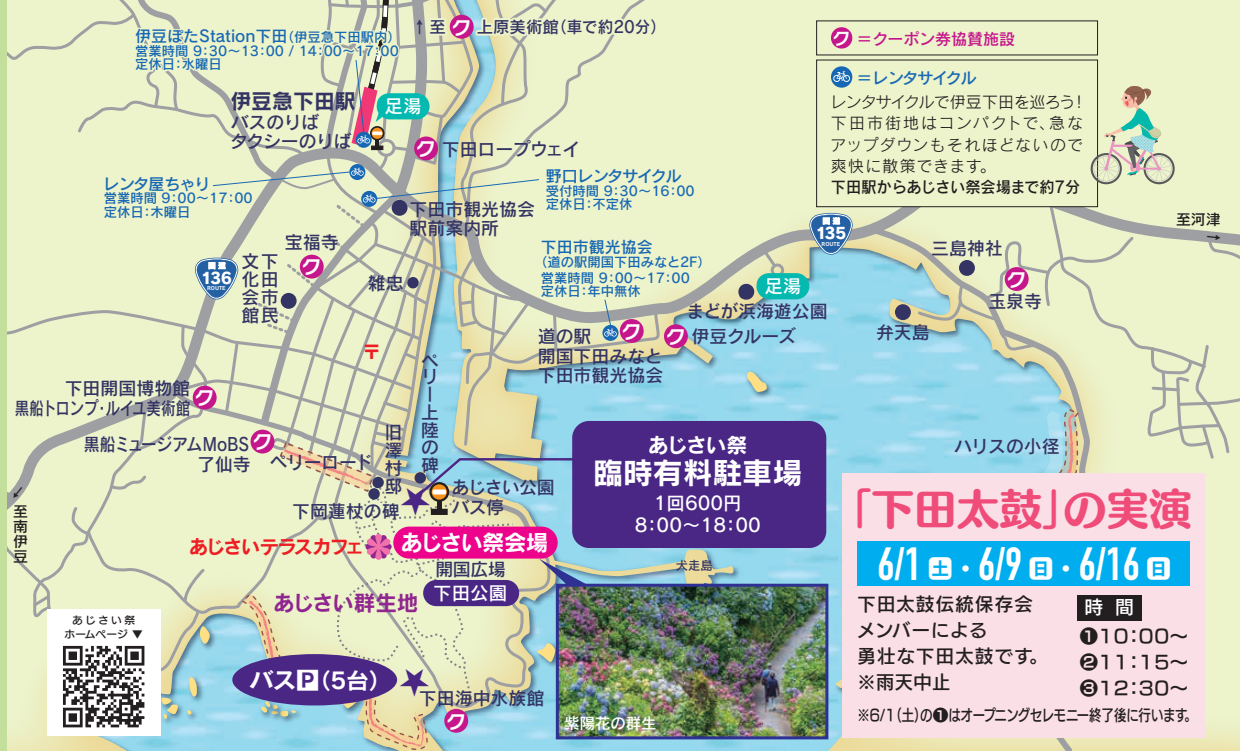 伊豆ぽたStation下田(伊豆急下田駅内)
営業時間 9:30〜13:00 / 14:00〜17:00
定休日:水曜日
↑至 ク 上原美術館(車で約20分)
ク =クーポン券協賛施設
=レンタサイクル
レンタサイクルで伊豆下田を巡ろう!
下田市街地はコンパクトで、急な
アップダウンもそれほどないので
爽快に散策できます。
下田駅からあじさい祭会場まで約7分
伊豆急下田駅
バスのりば
タクシーのりば
足湯
ク 下田ロープウェイ
レンタ屋ちゃり
営業時間 9:00〜17:00
定休日:木曜日
野口レンタサイクル
受付時間 9:30〜16:00
定休日:不定休
下田市観光協会
駅前案内所
至河津
→
国道
135
ROUTE
国道
136
ROUTE
宝福寺
ク
下田市民
文化会館
雑忠
下田市観光協会
(道の駅開国下田みなと2F)
営業時間 9:00〜17:00
定休日:年中無休
足湯
まどが浜海遊公園
三島神社
ク
玉泉寺
弁天島
道の駅 ク
開国下田みなと
下田市観光協会
ク 伊豆クルーズ
〒
ペリー上陸の碑
下田開国博物館
黒船トロンプ・ルイユ美術館
ク
黒船ミュージアムMoBS
了仙寺
ク
ペリーロード
旧澤村邸
下岡蓮杖の碑
あじさい公園
バス停
ハリスの小径
←至南伊豆
あじさい祭
臨時有料駐車場
1回600円
8:00〜18:00
あじさいテラスカフェ
あじさい祭会場
開国広場
下田公園
あじさい群生地
犬走島
バスP(5台)
下田海中水族館
ク
紫陽花の群生
あじさい祭
ホームページ▼
「下田太鼓」の実演
6/1土・6/9日・6/16日
下田太鼓伝統保存会
メンバーによる
勇壮な下田太鼓です。
※雨天中止
時間
❶10:00〜
❷11:15〜
❸12:30〜
※6/1(土)の❶はオープニングセレモニー終了後に行います。